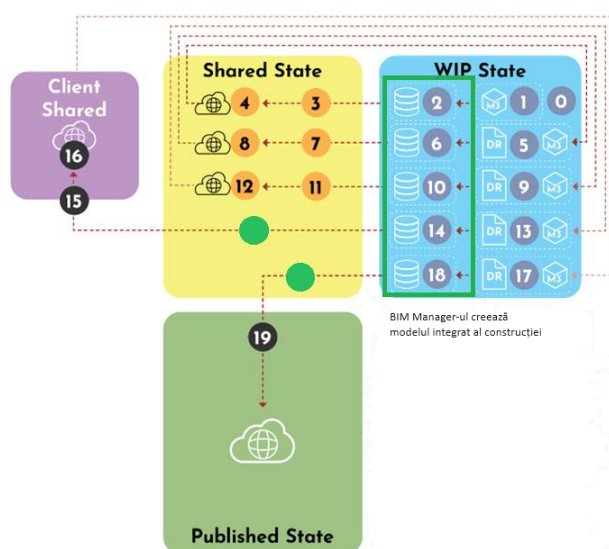 Client
Shared
16
15
Shared State
4 3
8 7
12 11
WIP State
2 M3 1 0
6 DR 5 M3
10 DR 9 M3
14 DR 13 M3
18 DR 17 M3
BIM Manager-ul creează
modelul integrat al construcției
19
Published State